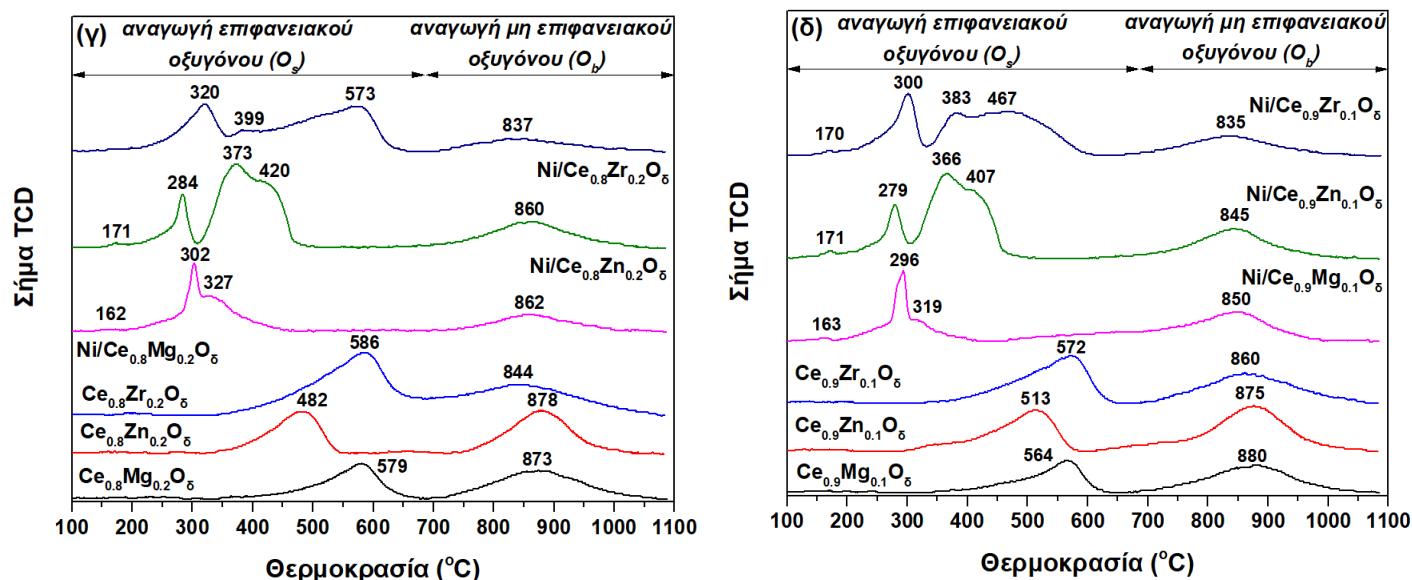 (γ)
αναγωγή επιφανειακού
οξυγόνου (Os)
αναγωγή μη επιφανειακού
οξυγόνου (Ob)
320
399
573
837
Ni/Ce0.8Zr0.2Oδ
171
284
373
420
860
Ni/Ce0.8Zn0.2Oδ
162
302
327
862
Ni/Ce0.8Mg0.2Oδ
586
844
Ce0.8Zr0.2Oδ
482
878
Ce0.8Zn0.2Oδ
579
873
Ce0.8Mg0.2Oδ
100 200 300 400 500 600 700 800 900 1000 1100
Θερμοκρασία (°C)
Σήμα TCD
(δ)
αναγωγή επιφανειακού
οξυγόνου (Os)
αναγωγή μη επιφανειακού
οξυγόνου (Ob)
170
300
383
467
835
Ni/Ce0.9Zr0.1Oδ
171
279
366
407
845
Ni/Ce0.9Zn0.1Oδ
163
296
319
850
Ni/Ce0.9Mg0.1Oδ
572
860
Ce0.9Zr0.1Oδ
513
875
Ce0.9Zn0.1Oδ
564
880
Ce0.9Mg0.1Oδ
100 200 300 400 500 600 700 800 900 1000 1100
Θερμοκρασία (°C)
Σήμα TCD